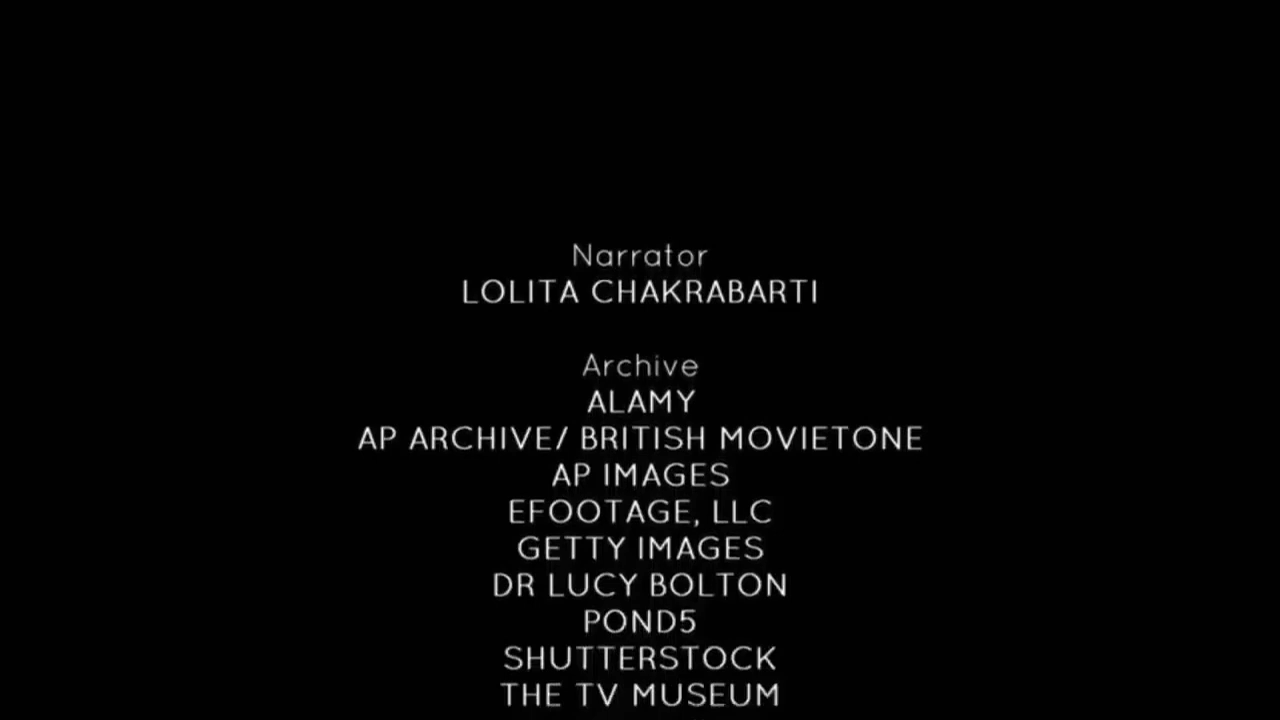 Narrator
LOLITA CHAKRABARTI
Archive
ALAMY
AP ARCHIVE/ BRITISH MOVIETONE
AP IMAGES
EFOOTAGE, LLC
GETTY IMAGES
DR LUCY BOLTON
POND5
SHUTTERSTOCK
THE TV MUSEUM